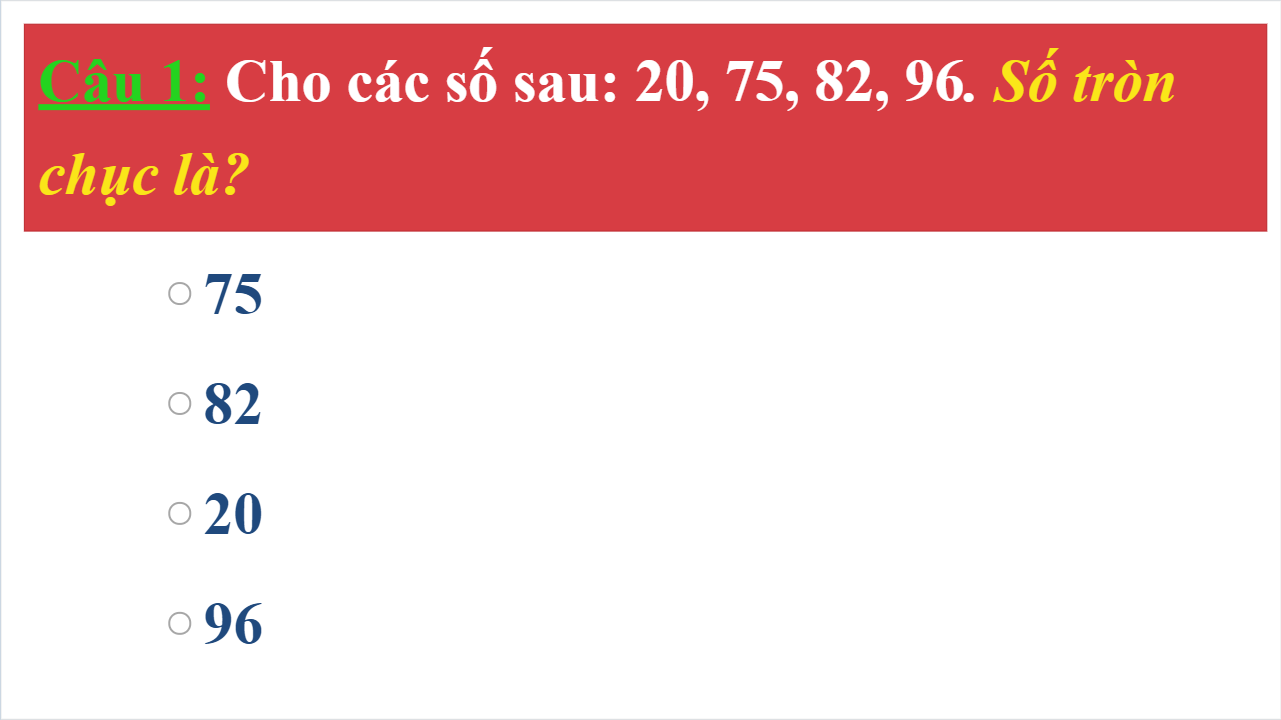 Câu 1: Cho các số sau: 20, 75, 82, 96. Số tròn
chục là?
75
82
20
96